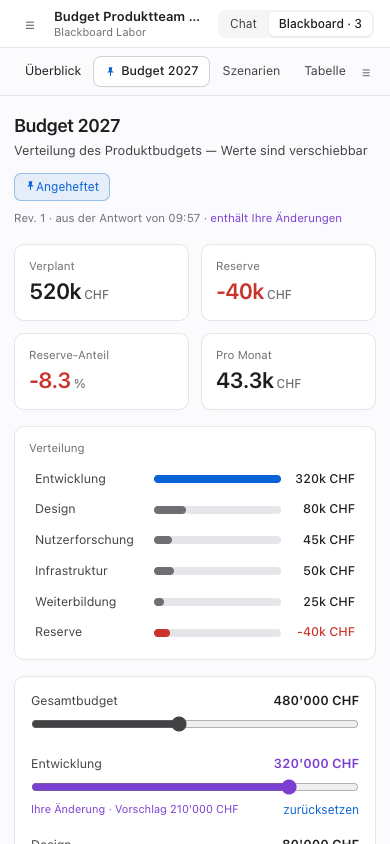 Budget Produktteam ...
Blackboard Labor
Chat
Blackboard · 3
Überblick
Budget 2027
Szenarien
Tabelle
Budget 2027
Verteilung des Produktbudgets — Werte sind verschiebbar
Angeheftet
Rev. 1 · aus der Antwort von 09:57 · enthält Ihre Änderungen
Verplant
520k CHF
Reserve
-40k CHF
Reserve-Anteil
-8.3 %
Pro Monat
43.3k CHF
Verteilung
Entwicklung 320k CHF
Design 80k CHF
Nutzerforschung 45k CHF
Infrastruktur 50k CHF
Weiterbildung 25k CHF
Reserve -40k CHF
Gesamtbudget 480'000 CHF
Entwicklung 320'000 CHF
Ihre Änderung · Vorschlag 210'000 CHF zurücksetzen
Design 80'000 CHF